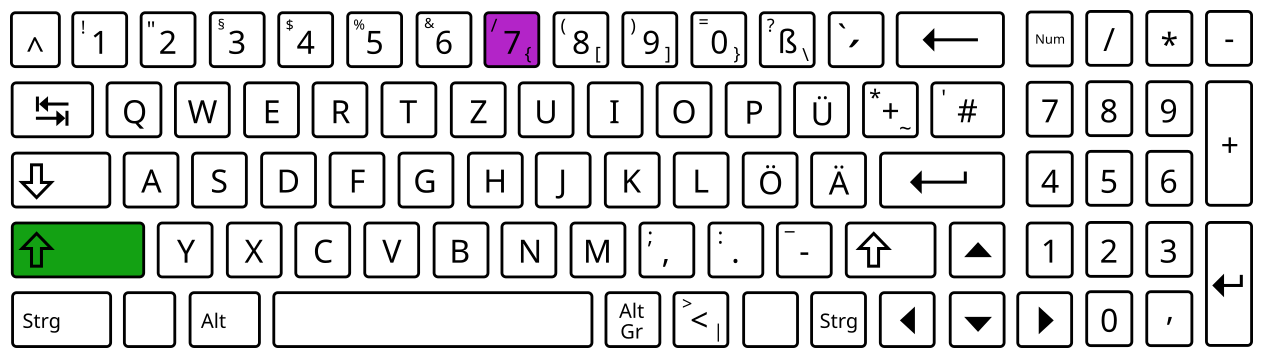 ^ ! 1 " 2 § 3 $ 4 % 5 & 6 / 7 { ( 8 [ ) 9 ] = 0 } ? ß \ ` ´ Num / * -
Q W E R T Z U I O P Ü * + ~ ' # 7 8 9 +
A S D F G H J K L Ö Ä 4 5 6
Y X C V B N M ; , : . _ - 1 2 3
Strg Alt Alt Gr > < | Strg 0 ,